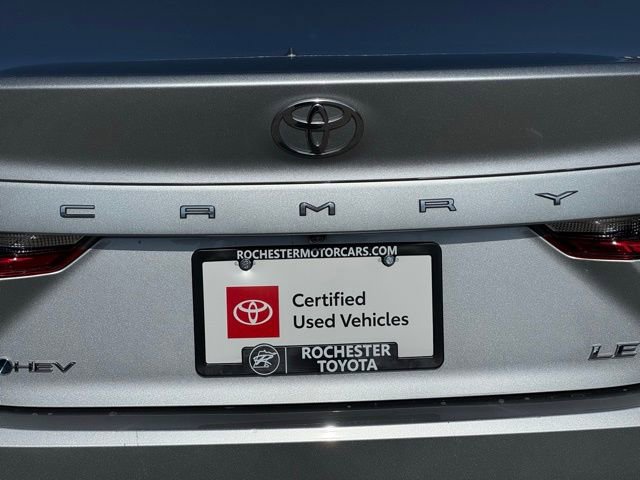 CAMRY
ROCHESTERMOTORCARS.COM
Certified
Used Vehicles
ROCHESTER
TOYOTA
HEV
LE